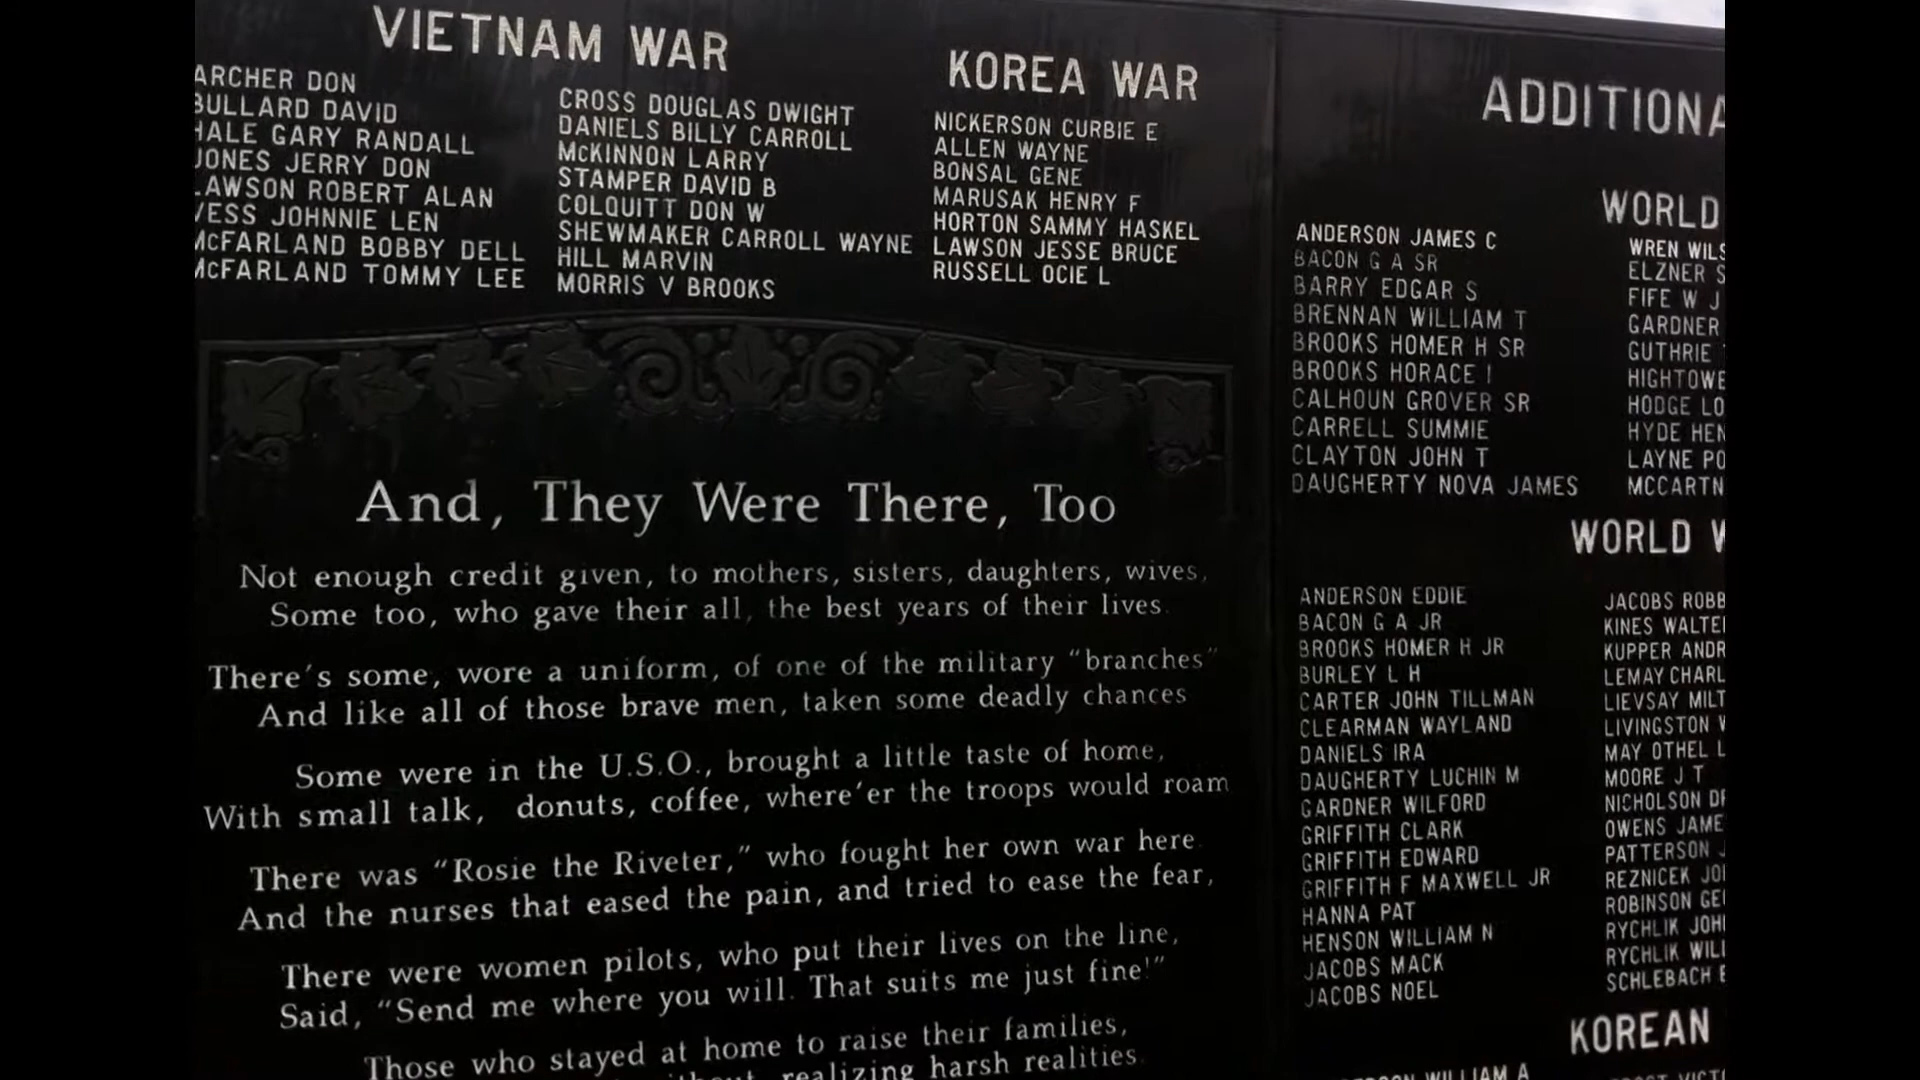 VIETNAM WAR
ARCHER DON
BULLARD DAVID
HALE GARY RANDALL
JONES JERRY DON
LAWSON ROBERT ALAN
VESS JOHNNIE LEN
McFARLAND BOBBY DELL
McFARLAND TOMMY LEE
CROSS DOUGLAS DWIGHT
DANIELS BILLY CARROLL
McKINNON LARRY
STAMPER DAVID B
COLQUITT DON W
SHEWMAKER CARROLL WAYNE
HILL MARVIN
MORRIS V BROOKS
KOREA WAR
NICKERSON CURBIE E
ALLEN WAYNE
BONSAL GENE
MARUSAK HENRY F
HORTON SAMMY HASKEL
LAWSON JESSE BRUCE
RUSSELL OCIE L
And, They Were There, Too
Not enough credit given, to mothers, sisters, daughters, wives,
Some too, who gave their all, the best years of their lives.
There's some, wore a uniform, of one of the military "branches"
And like all of those brave men, taken some deadly chances
Some were in the U.S.O., brought a little taste of home,
With small talk, donuts, coffee, where'er the troops would roam
There was "Rosie the Riveter," who fought her own war here
And the nurses that eased the pain, and tried to ease the fear,
There were women pilots, who put their lives on the line,
Said, "Send me where you will. That suits me just fine!"
Those who stayed at home to raise their families,
realizing harsh realities.
ADDITIONA
WORLD
ANDERSON JAMES C
BACON G A SR
BARRY EDGAR S
BRENNAN WILLIAM T
BROOKS HOMER H SR
BROOKS HORACE I
CALHOUN GROVER SR
CARRELL SUMMIE
CLAYTON JOHN T
DAUGHERTY NOVA JAMES
WREN WILS
ELZNER S
FIFE W J
GARDNER
GUTHRIE
HIGHTOWE
HODGE LO
HYDE HEN
LAYNE PO
MCCARTN
WORLD W
ANDERSON EDDIE
BACON G A JR
BROOKS HOMER H JR
BURLEY L H
CARTER JOHN TILLMAN
CLEARMAN WAYLAND
DANIELS IRA
DAUGHERTY LUCHIN M
GARDNER WILFORD
GRIFFITH CLARK
GRIFFITH EDWARD
GRIFFITH F MAXWELL JR
HANNA PAT
HENSON WILLIAM N
JACOBS MACK
JACOBS NOEL
JACOBS ROBB
KINES WALTE
KUPPER ANDR
LEMAY CHARL
LIEVSAY MILT
LIVINGSTON
MAY OTHEL L
MOORE J T
NICHOLSON
OWENS JAME
PATTERSON
REZNICEK JO
ROBINSON GE
RYCHLIK JOH
RYCHLIK WILL
SCHLEBACH
KOREAN
WILLIAM A